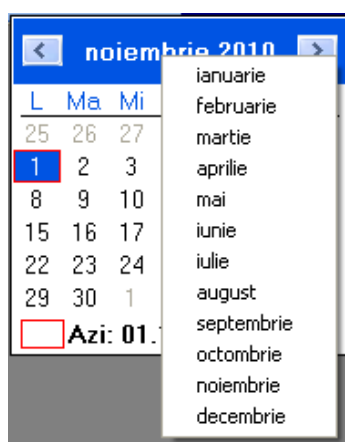 noiembrie 2010
L Ma Mi
25 26 27
1 2 3
8 9 10
15 16 17
22 23 24
29 30 1
Azi: 01.
ianuarie
februarie
martie
aprilie
mai
iunie
iulie
august
septembrie
octombrie
noiembrie
decembrie